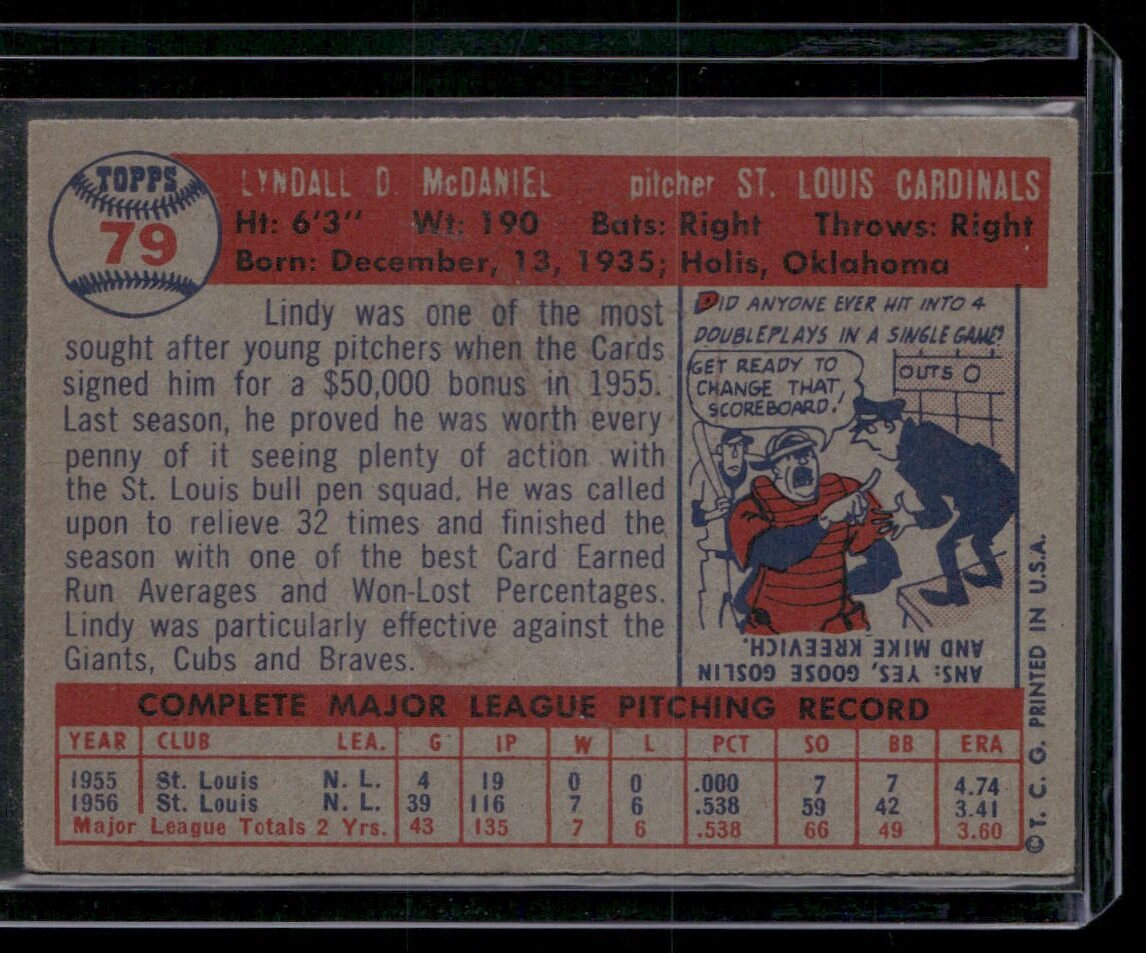 TOPPS
79
LYNDALL D. McDANIEL pitcher ST. LOUIS CARDINALS
Ht: 6'3" Wt: 190 Bats: Right Throws: Right
Born: December, 13, 1935; Holis, Oklahoma
Lindy was one of the most
sought after young pitchers when the Cards
signed him for a $50,000 bonus in 1955.
Last season, he proved he was worth every
penny of it seeing plenty of action with
the St. Louis bull pen squad. He was called
upon to relieve 32 times and finished the
season with one of the best Card Earned
Run Averages and Won-Lost Percentages.
Lindy was particularly effective against the
Giants, Cubs and Braves.
DID ANYONE EVER HIT INTO 4
DOUBLEPLAYS IN A SINGLE GAME?
GET READY TO
CHANGE THAT
SCOREBOARD!
OUTS 0
ANS: YES, GOOSE GOSLIN
AND MIKE KREEVICH.
COMPLETE MAJOR LEAGUE PITCHING RECORD
YEAR CLUB LEA. G IP W L PCT SO BB ERA
1955 St. Louis N. L. 4 19 0 0 .000 7 7 4.74
1956 St. Louis N. L. 39 116 7 6 .538 59 42 3.41
Major League Totals 2 Yrs. 43 135 7 6 .538 66 49 3.60
© T. C. G. PRINTED IN U.S.A.